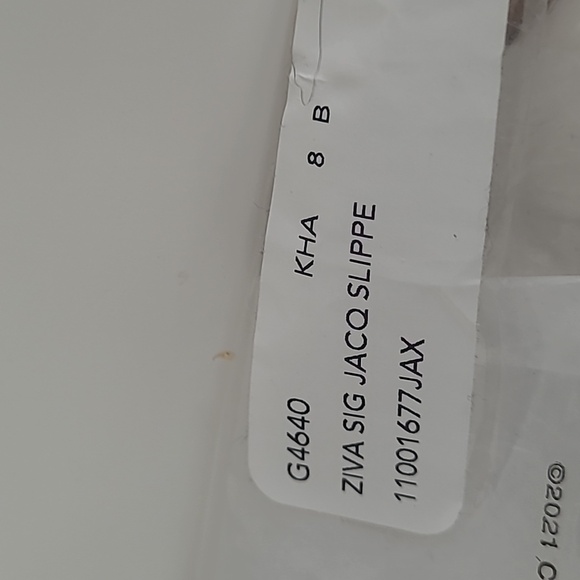 G4640 KHA 8 B
ZIVA SIG JACQ SLIPPE
11001677JAX
©2021